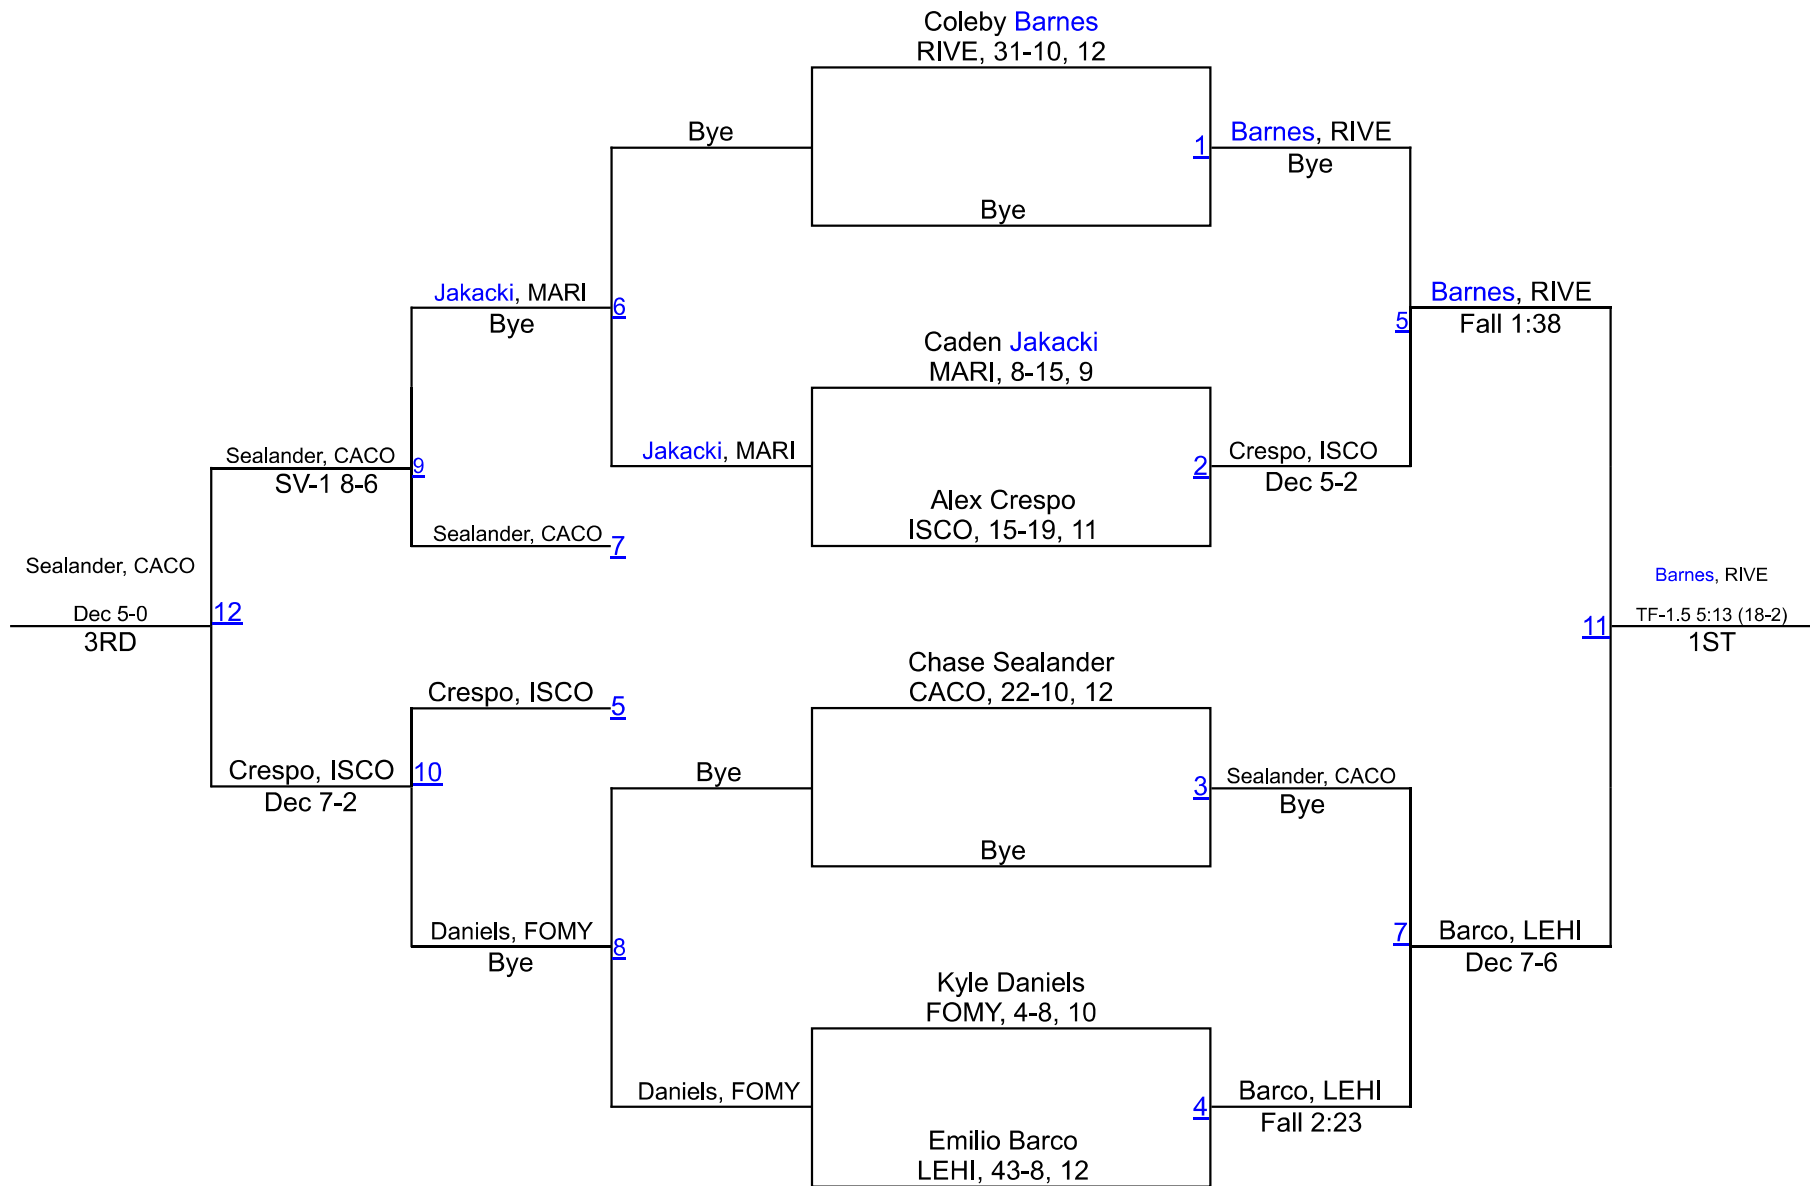 Coleby Barnes
RIVE, 31-10, 12
Bye
1
Barnes, RIVE
Bye
Bye
Jakacki, MARI
Bye
6
Barnes, RIVE
Fall 1:38
5
Caden Jakacki
MARI, 8-15, 9
Sealander, CACO
SV-1 8-6
9
Jakacki, MARI
2
Crespo, ISCO
Dec 5-2
Alex Crespo
ISCO, 15-19, 11
Sealander, CACO
7
Sealander, CACO
Dec 5-0
3RD
12
Barnes, RIVE
TF-1.5 5:13 (18-2)
1ST
11
Chase Sealander
CACO, 22-10, 12
Crespo, ISCO
5
Crespo, ISCO
Dec 7-2
10
Bye
3
Sealander, CACO
Bye
Bye
Daniels, FOMY
Bye
8
7
Barco, LEHI
Dec 7-6
Kyle Daniels
FOMY, 4-8, 10
Daniels, FOMY
4
Barco, LEHI
Fall 2:23
Emilio Barco
LEHI, 43-8, 12